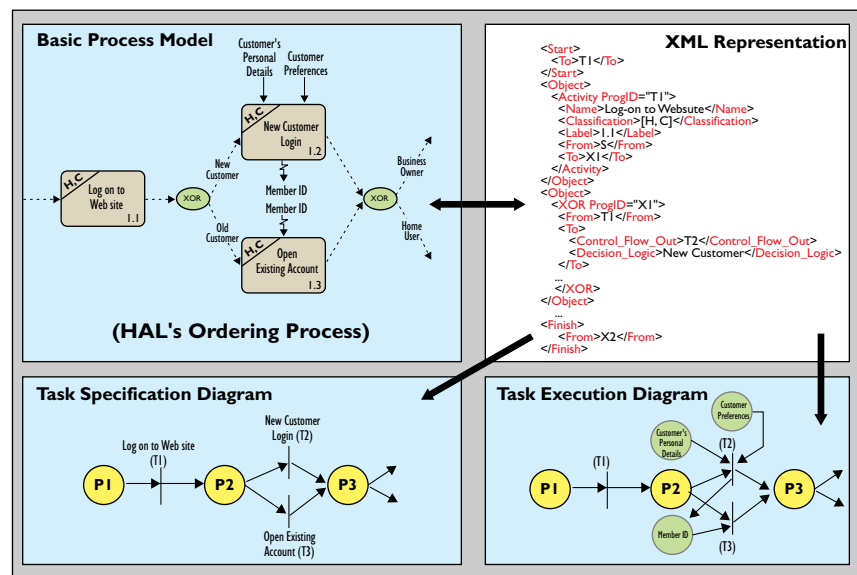 Basic Process Model
Customer's
Personal
Details
Customer
Preferences
H,C
New Customer
Login
1.2
New
Customer
Business
Owner
H,C
Log on to
Web site
1.1
XOR
Member ID
Member ID
XOR
Old
Customer
Home
User
H,C
Open
Existing Account
1.3
(HAL's Ordering Process)
XML Representation
<Start>
<To>T1</To>
</Start>
<Object>
<Activity ProgID="T1">
<Name>Log-on to Websute</Name>
<Classification>[H, C]</Classification>
<Label>1.1</Label>
<From>S</From>
<To>X1</To>
</Activity>
</Object>
<Object>
<XOR ProgID="X1">
<From>T1</From>
<To>
<Control_Flow_Out>T2</Control_Flow_Out>
<Decision_Logic>New Customer</Decision_Logic>
</To>
...
</XOR>
</Object>
...
<Finish>
<From>X2</From>
</Finish>
Task Specification Diagram
New Customer
Login (T2)
Log on to Web site
(T1)
P1
P2
P3
Open Existing
Account (T3)
Task Execution Diagram
Customer
Preferences
Customer's
Personal
Details
(T2)
(T1)
P1
P2
P3
Member ID
(T3)